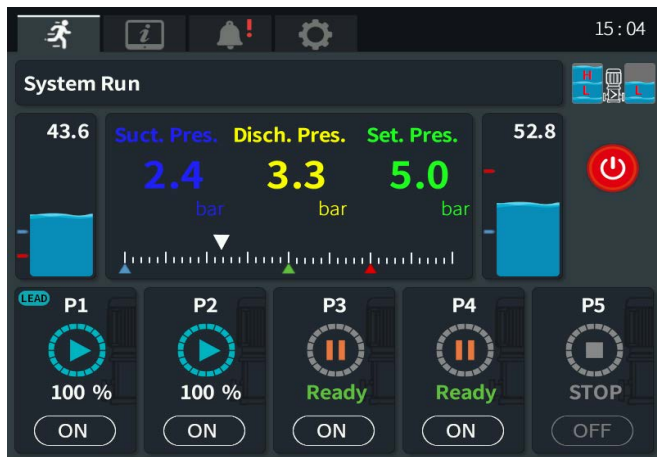 15:04
System Run
H
L
L
43.6
Suct. Pres. Disch. Pres. Set. Pres.
52.8
2.4 3.3 5.0
bar bar bar
LEAD P1 P2 P3 P4 P5
100 % 100 % Ready Ready STOP
ON ON ON ON OFF